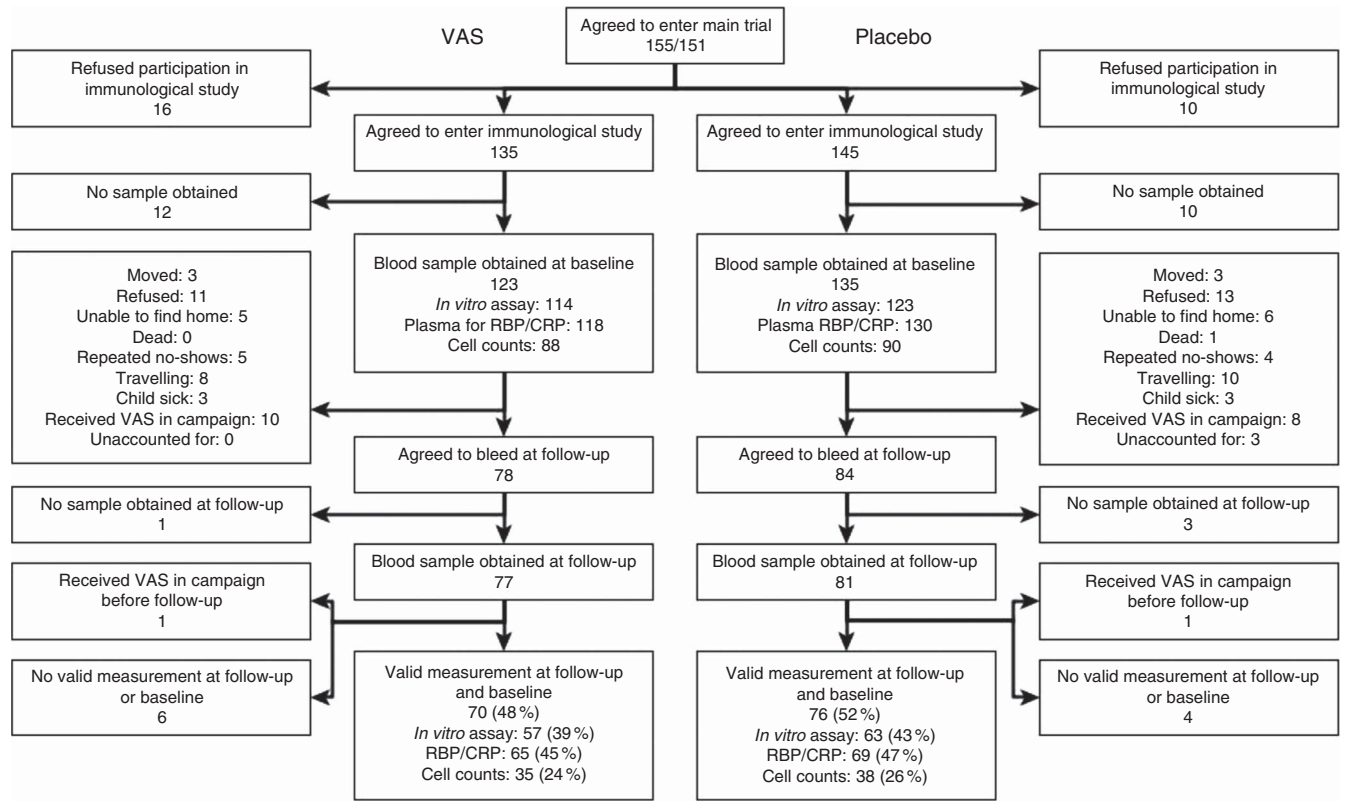 Agreed to enter main trial
155/151
VAS
Placebo
Refused participation in
immunological study
16
Refused participation in
immunological study
10
Agreed to enter immunological study
135
Agreed to enter immunological study
145
No sample obtained
12
No sample obtained
10
Blood sample obtained at baseline
123
In vitro assay: 114
Plasma for RBP/CRP: 118
Cell counts: 88
Blood sample obtained at baseline
135
In vitro assay: 123
Plasma RBP/CRP: 130
Cell counts: 90
Moved: 3
Refused: 11
Unable to find home: 5
Dead: 0
Repeated no-shows: 5
Travelling: 8
Child sick: 3
Received VAS in campaign: 10
Unaccounted for: 0
Moved: 3
Refused: 13
Unable to find home: 6
Dead: 1
Repeated no-shows: 4
Travelling: 10
Child sick: 3
Received VAS in campaign: 8
Unaccounted for: 3
Agreed to bleed at follow-up
78
Agreed to bleed at follow-up
84
No sample obtained at follow-up
1
No sample obtained at follow-up
3
Blood sample obtained at follow-up
77
Blood sample obtained at follow-up
81
Received VAS in campaign
before follow-up
1
Received VAS in campaign
before follow-up
1
No valid measurement at follow-up
or baseline
6
No valid measurement at follow-up
or baseline
4
Valid measurement at follow-up
and baseline
70 (48 %)
In vitro assay: 57 (39 %)
RBP/CRP: 65 (45 %)
Cell counts: 35 (24 %)
Valid measurement at follow-up
and baseline
76 (52 %)
In vitro assay: 63 (43 %)
RBP/CRP: 69 (47 %)
Cell counts: 38 (26 %)